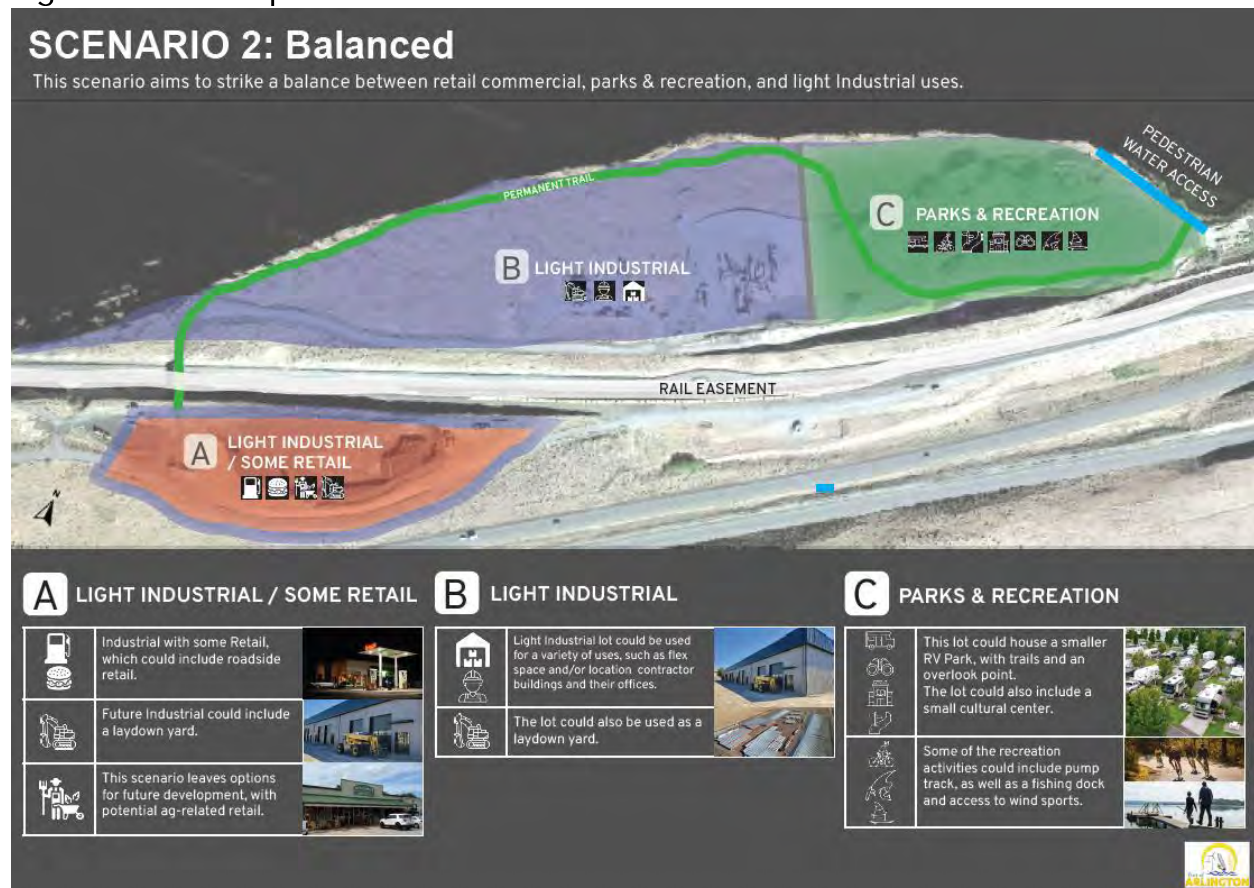 SCENARIO 2: Balanced
This scenario aims to strike a balance between retail commercial, parks & recreation, and light Industrial uses.
PEDESTRIAN
WATER ACCESS
PERMANENT TRAIL
C PARKS & RECREATION
B LIGHT INDUSTRIAL
RAIL EASEMENT
A LIGHT INDUSTRIAL
/ SOME RETAIL
N
A LIGHT INDUSTRIAL / SOME RETAIL
Industrial with some Retail,
which could include roadside
retail.
Future Industrial could include
a laydown yard.
This scenario leaves options
for future development, with
potential ag-related retail.
B LIGHT INDUSTRIAL
Light Industrial lot could be used
for a variety of uses, such as flex
space and/or location contractor
buildings and their offices.
The lot could also be used as a
laydown yard.
C PARKS & RECREATION
This lot could house a smaller
RV Park, with trails and an
overlook point.
The lot could also include a
small cultural center.
Some of the recreation
activities could include pump
track, as well as a fishing dock
and access to wind sports.
ARLINGTON